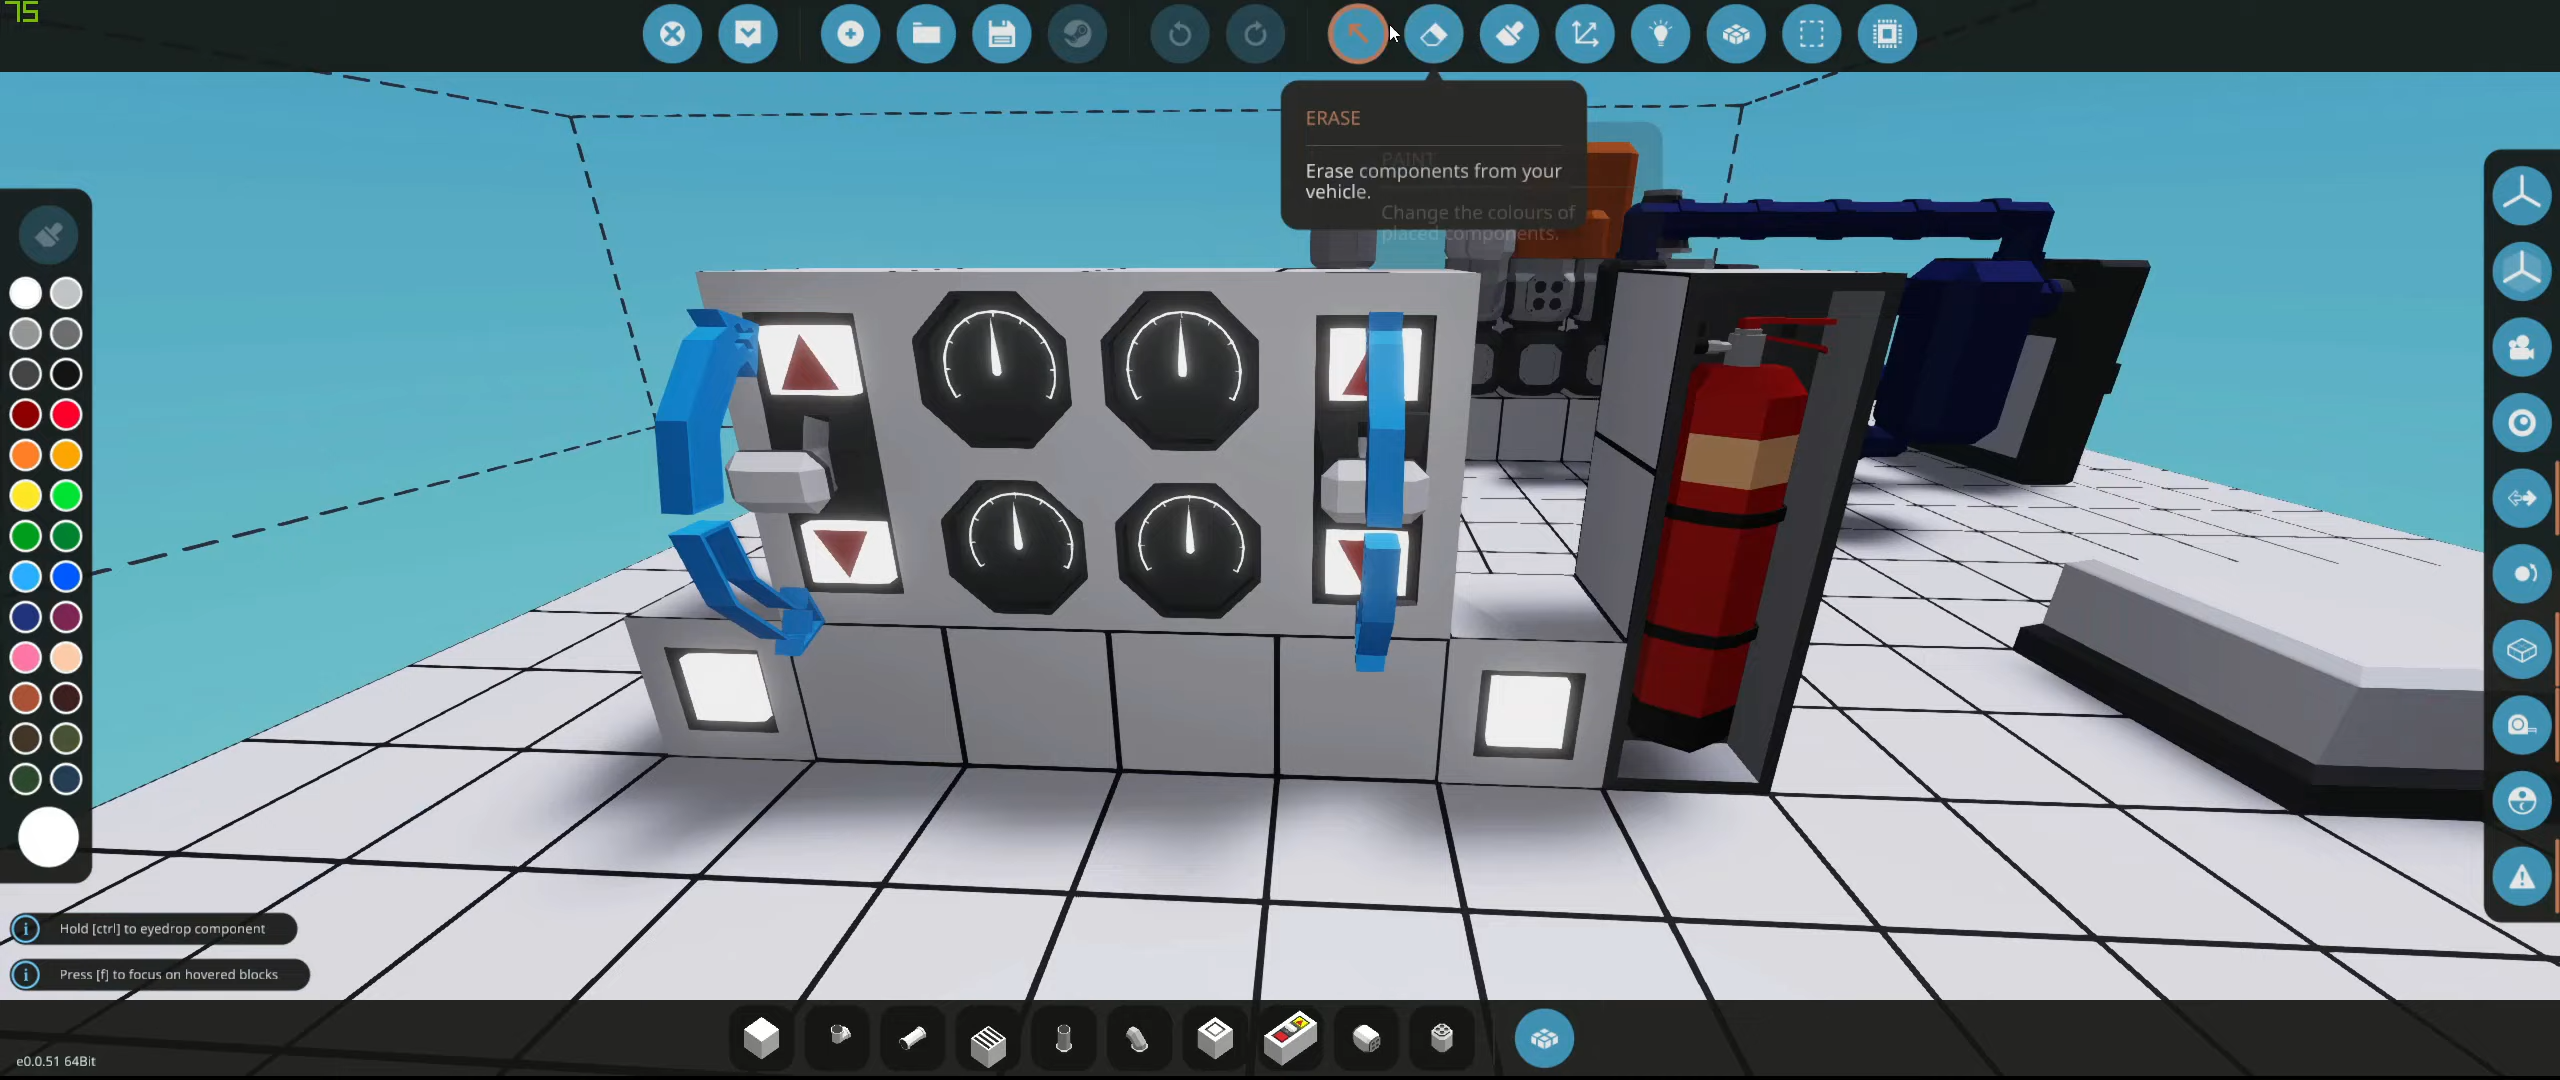 75
ERASE
PAINT
Erase components from your
vehicle.
Change the colours of
placed components.
Hold [ctrl] to eyedrop component
Press [f] to focus on hovered blocks
e0.0.51 64Bit